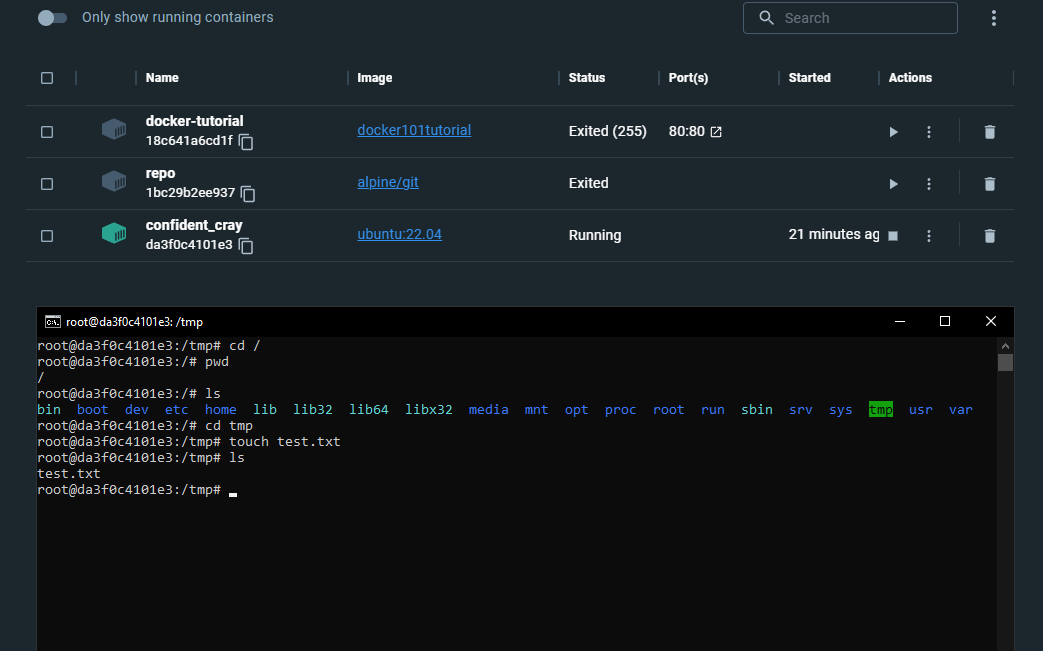 Only show running containers
Search
Name Image Status Port(s) Started Actions
docker-tutorial
18c641a6cd1f docker101tutorial Exited (255) 80:80
repo
1bc29b2ee937 alpine/git Exited
confident_cray
da3f0c4101e3 ubuntu:22.04 Running 21 minutes ag
root@da3f0c4101e3: /tmp
root@da3f0c4101e3:/tmp# cd /
root@da3f0c4101e3:/# pwd
/
root@da3f0c4101e3:/# ls
bin boot dev etc home lib lib32 lib64 libx32 media mnt opt proc root run sbin srv sys tmp usr var
root@da3f0c4101e3:/# cd tmp
root@da3f0c4101e3:/tmp# touch test.txt
root@da3f0c4101e3:/tmp# ls
test.txt
root@da3f0c4101e3:/tmp#